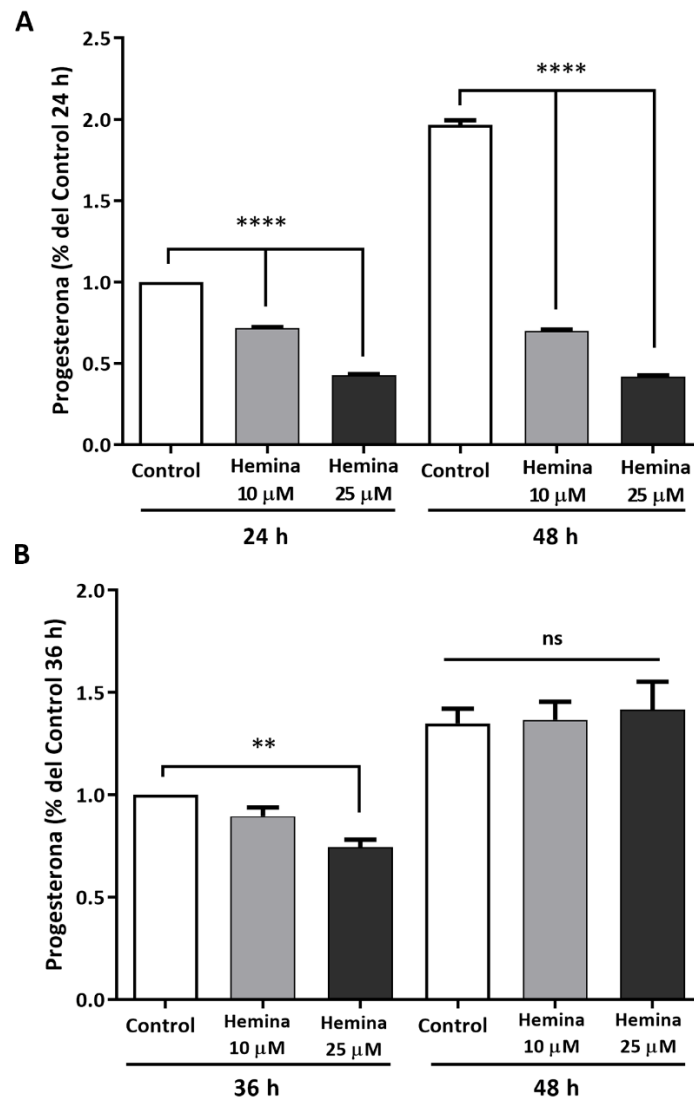 A
Progesterona (% del Control 24 h)
2.5
2.0
1.5
1.0
0.5
0.0
****
****
Control
Hemina
10 μM
Hemina
25 μM
Control
Hemina
10 μM
Hemina
25 μM
24 h
48 h
B
Progesterona (% del Control 36 h)
2.0
1.5
1.0
0.5
0.0
**
ns
Control
Hemina
10 μM
Hemina
25 μM
Control
Hemina
10 μM
Hemina
25 μM
36 h
48 h